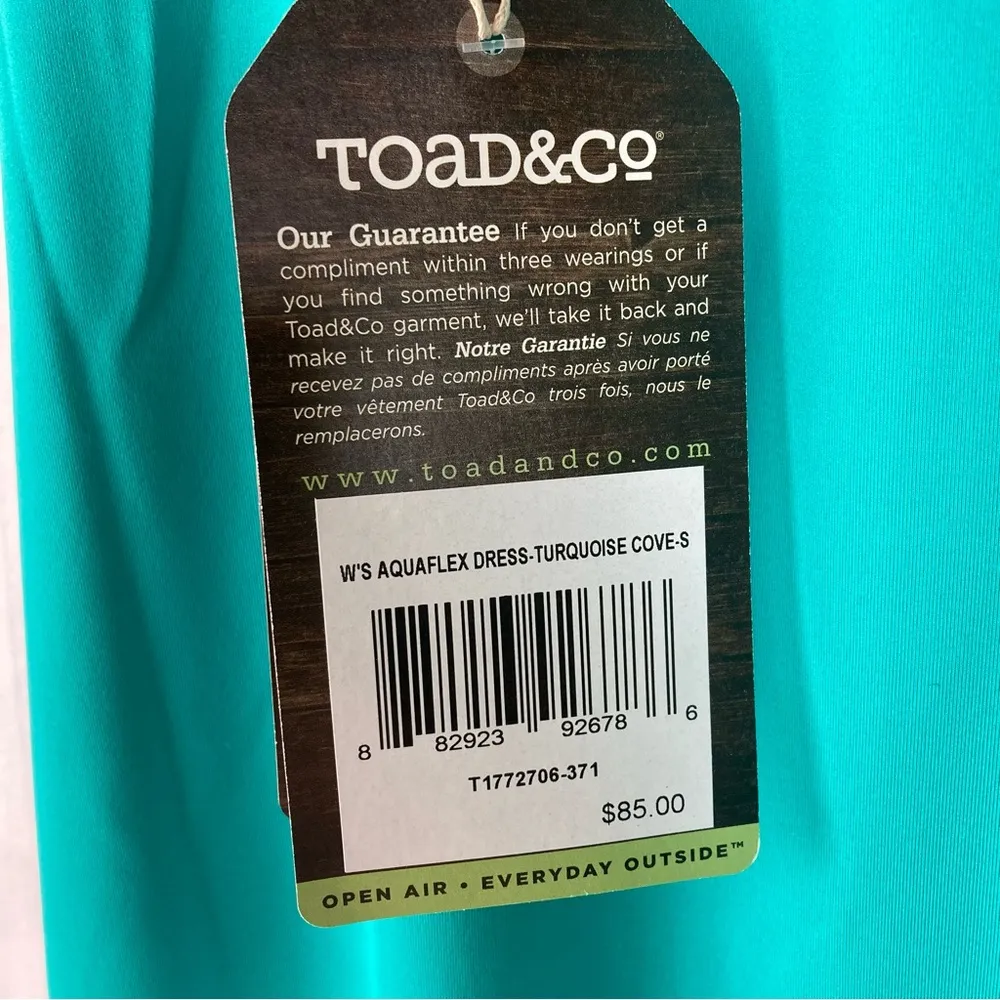 TOAD&CO®
Our Guarantee If you don't get a
compliment within three wearings or if
you find something wrong with your
Toad&Co garment, we'll take it back and
make it right. Notre Garantie Si vous ne
recevez pas de compliments après avoir porté
votre vêtement Toad&Co trois fois, nous le
remplacerons.
www.toadandco.com
W'S AQUAFLEX DRESS-TURQUOISE COVE-S
8 82923 92678 6
T1772706-371
$85.00
OPEN AIR • EVERYDAY OUTSIDE™